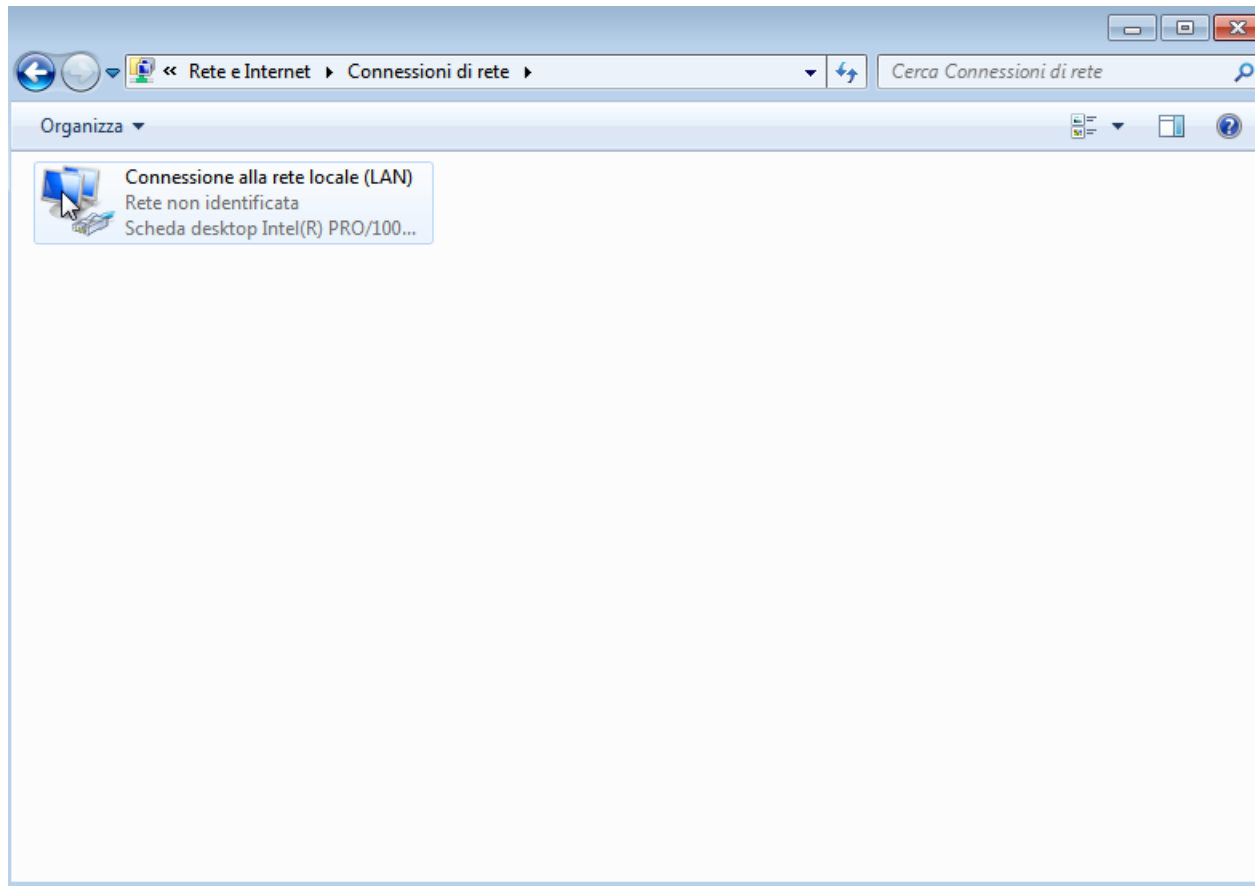 « Rete e Internet Connessioni di rete
Cerca Connessioni di rete
Organizza
Connessione alla rete locale (LAN)
Rete non identificata
Scheda desktop Intel(R) PRO/100...